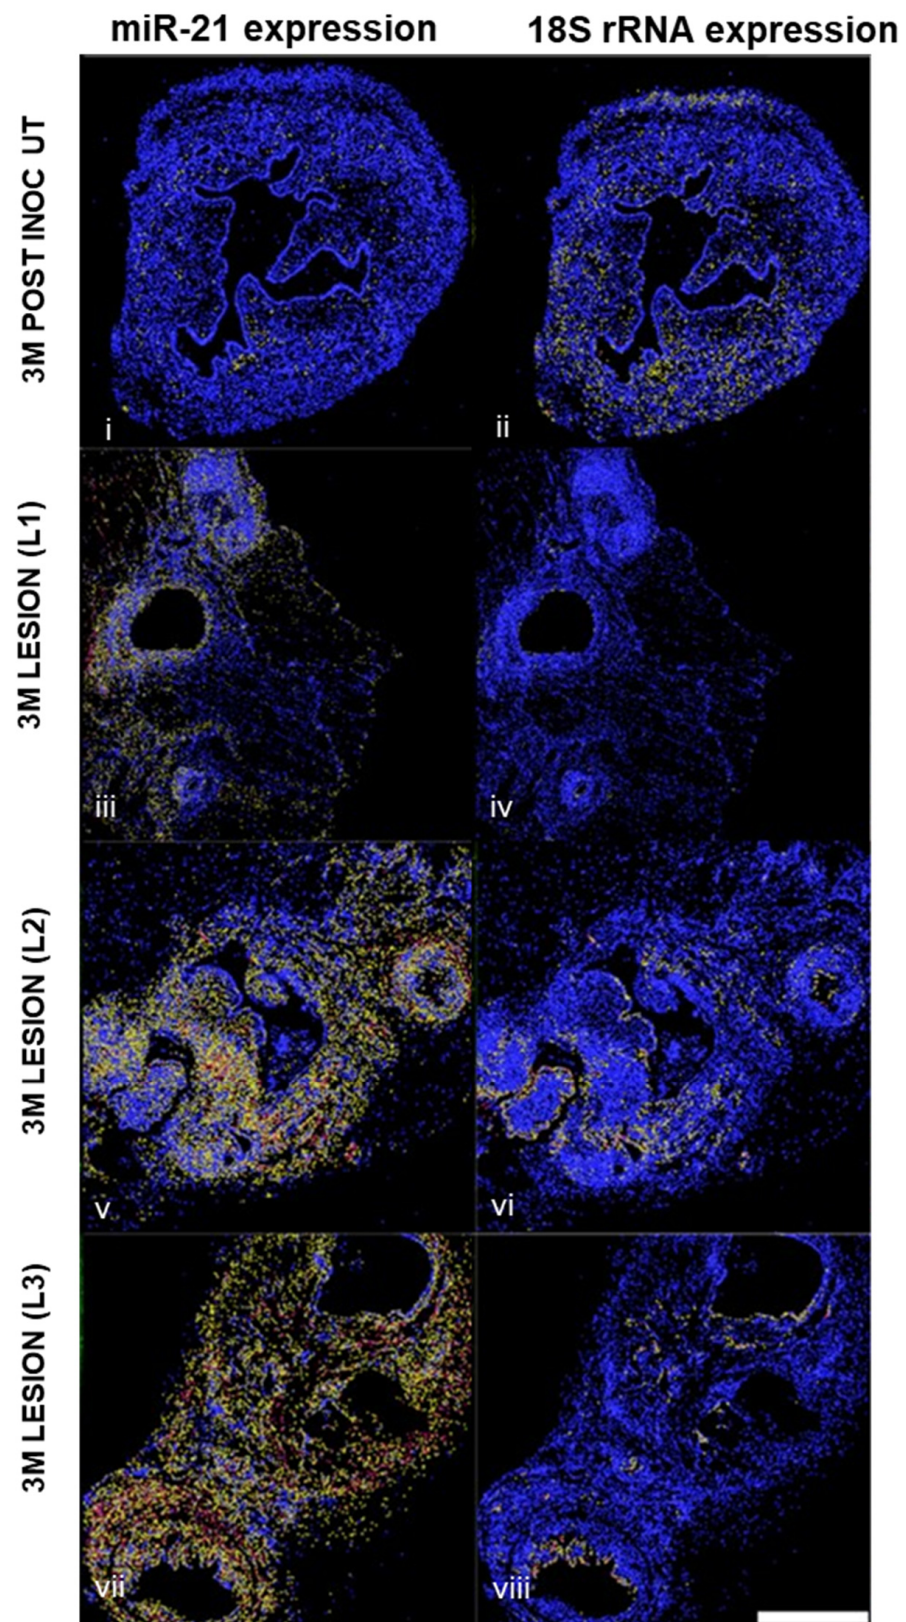 miR-21 expression 18S rRNA expression
3M POST INOC UT
i
ii
3M LESION (L1)
iii
iv
3M LESION (L2)
v
vi
3M LESION (L3)
vii
viii